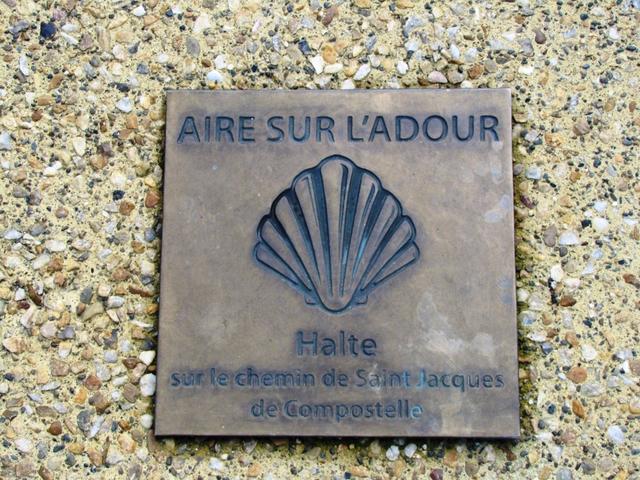 AIRE SUR L'ADOUR
Halte
sur le chemin de Saint Jacques
de Compostelle